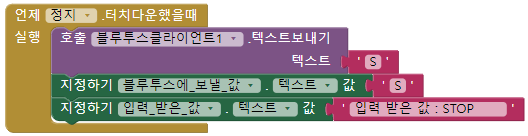 언제 정지 .터치다운했을때
실행 호출 블루투스클라이언트1 .텍스트보내기
텍스트 " S "
지정하기 블루투스에_보낼_값 . 텍스트 값 " S "
지정하기 입력_받은_값 . 텍스트 값 " 입력 받은 값 : STOP "